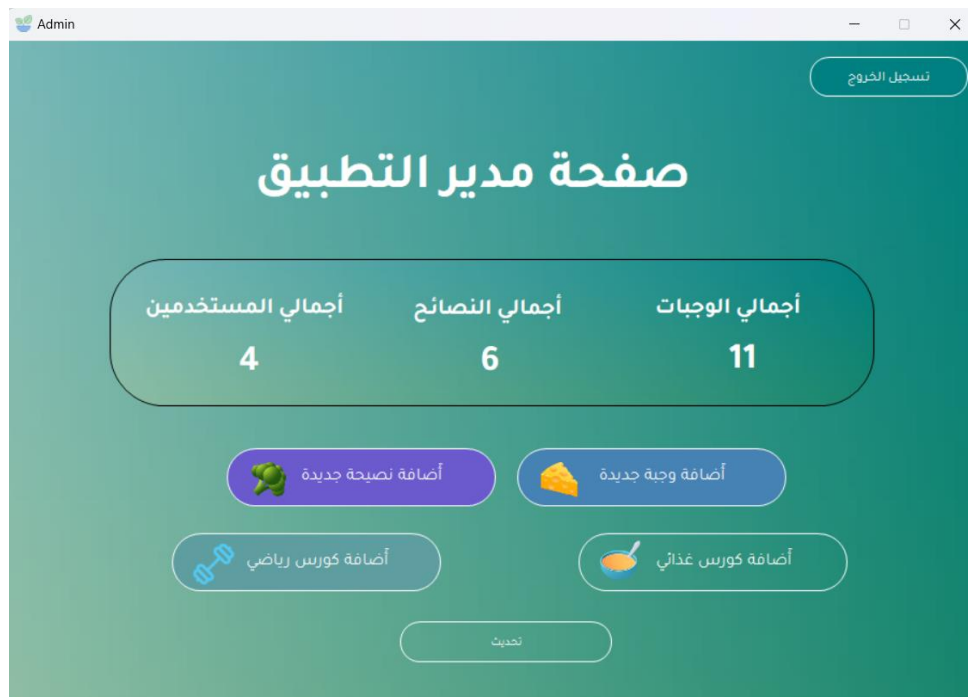 Admin
تسجيل الخروج
صفحة مدير التطبيق
أجمالي الوجبات
أجمالي النصائح
أجمالي المستخدمين
11
6
4
أضافة وجبة جديدة
أضافة نصيحة جديدة
أضافة كورس غذائي
أضافة كورس رياضي
تحديث